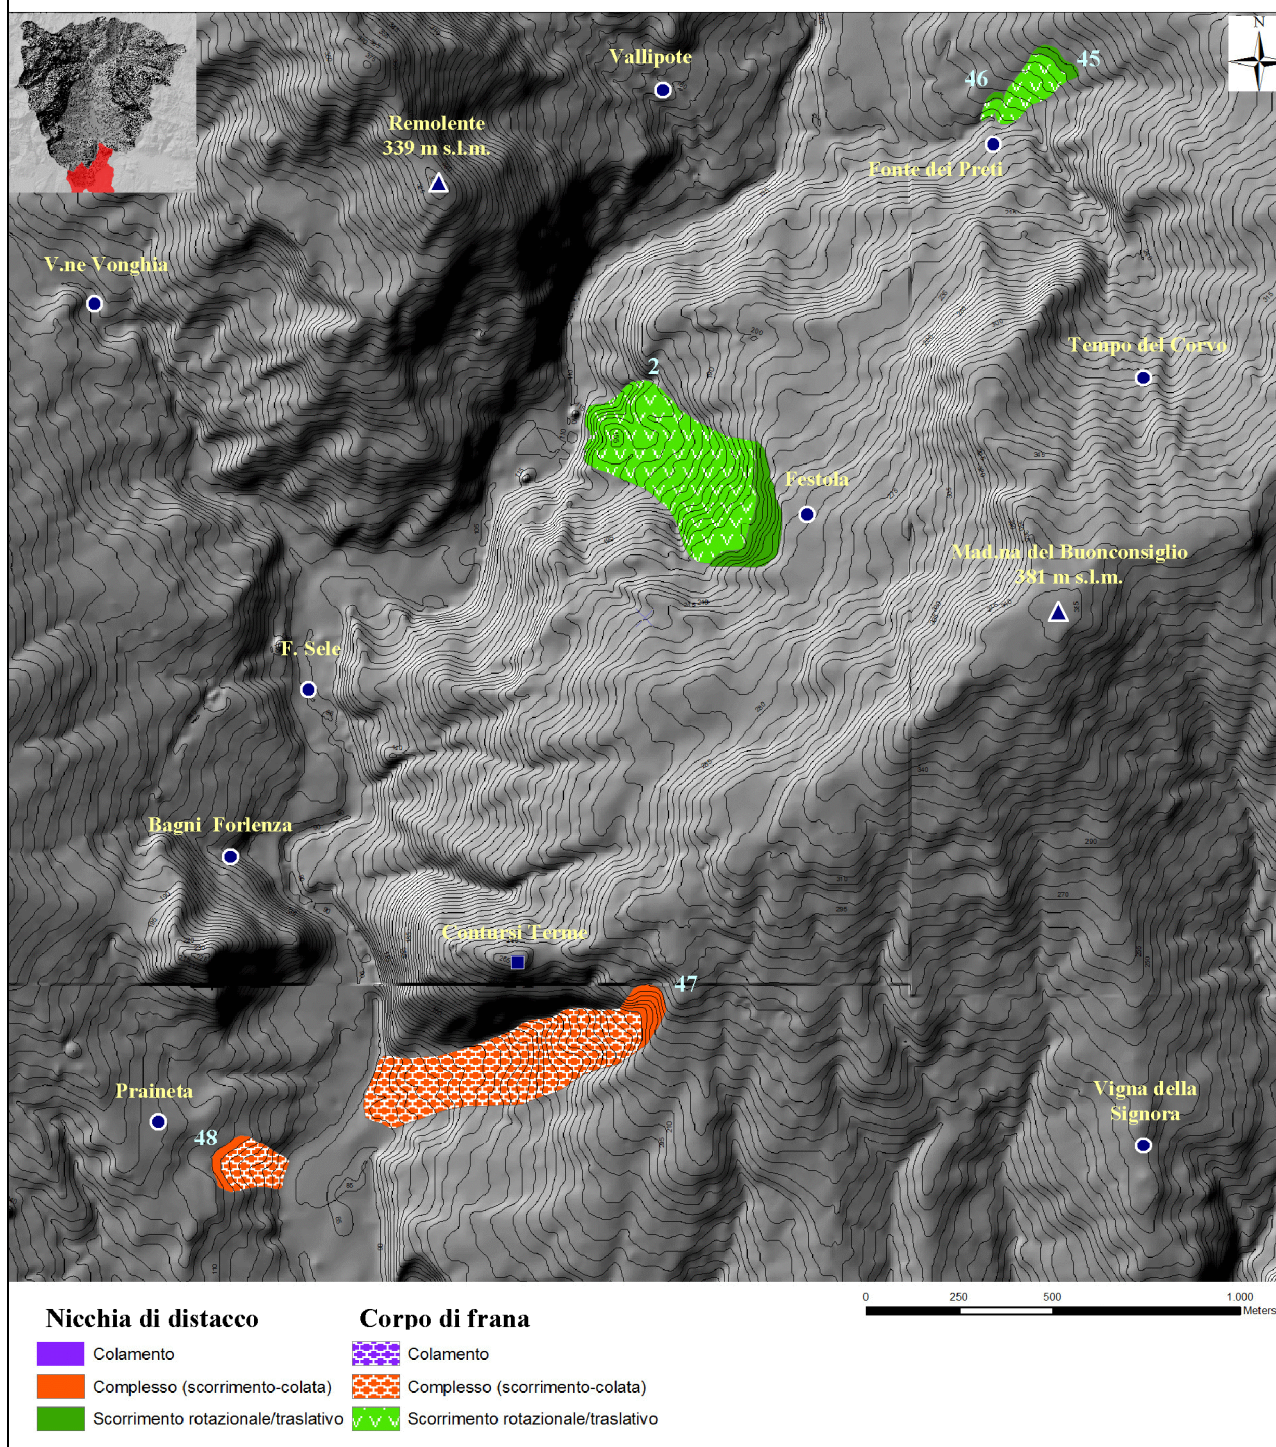 N
Vallipote
45
46
Remolente
339 m s.l.m.
Fonte dei Preti
V.ne Vonghia
Tempo del Corvo
2
Festola
Mad.na del Buonconsiglio
381 m s.l.m.
F. Sele
Bagni Forlenza
Contursi Terme
47
Praineta
48
Vigna della
Signora
0 250 500 1.000
Meters
Nicchia di distacco
Colamento
Complesso (scorrimento-colata)
Scorrimento rotazionale/traslativo
Corpo di frana
Colamento
Complesso (scorrimento-colata)
Scorrimento rotazionale/traslativo